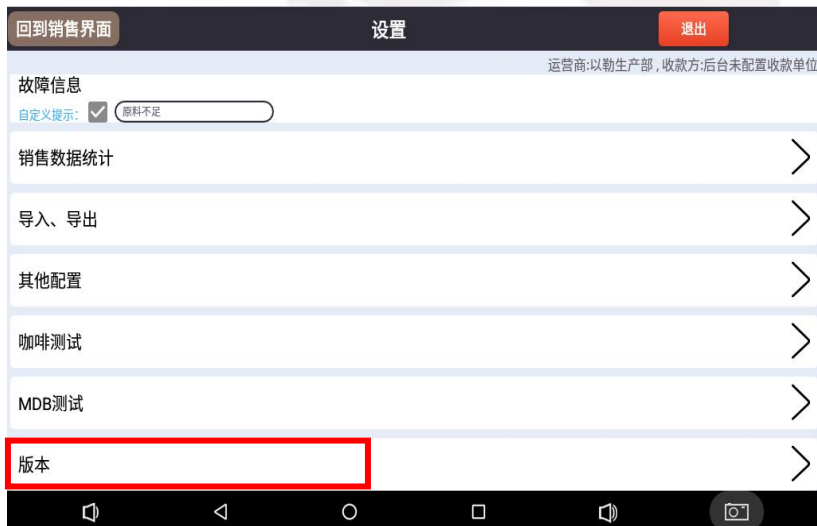 回到销售界面 设置 退出
运营商:以勒生产部 , 收款方:后台未配置收款单位
故障信息
自定义提示: 原料不足
销售数据统计
导入、导出
其他配置
咖啡测试
MDB测试
版本